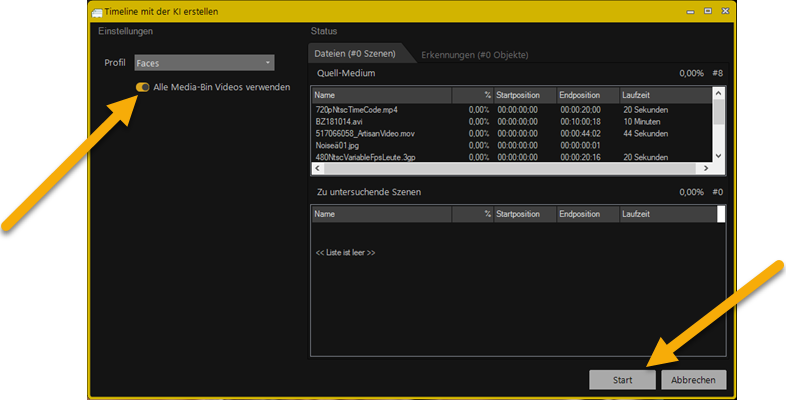 Timeline mit der KI erstellen
Einstellungen
Status
Profil Faces
Alle Media-Bin Videos verwenden
Dateien (#0 Szenen) Erkennungen (#0 Objekte)
Quell-Medium 0,00% #8
Name % Startposition Endposition Laufzeit
720pNtscTimeCode.mp4 0,00% 00:00:00;00 00:00:20;00 20 Sekunden
BZ181014.avi 0,00% 00:00:00:00 00:10:00;18 10 Minuten
517066058_ArtisanVideo.mov 0,00% 00:00:00:00 00:00:44:02 44 Sekunden
Noiseä01.jpg 0,00% 00:00:00:00 00:00:00:01
480NtscVariableFpsLeute.3gp 0,00% 00:00:00:00 00:00:20:16 20 Sekunden
Zu untersuchende Szenen 0,00% #0
Name % Startposition Endposition Laufzeit
<< Liste ist leer >>
Start Abbrechen